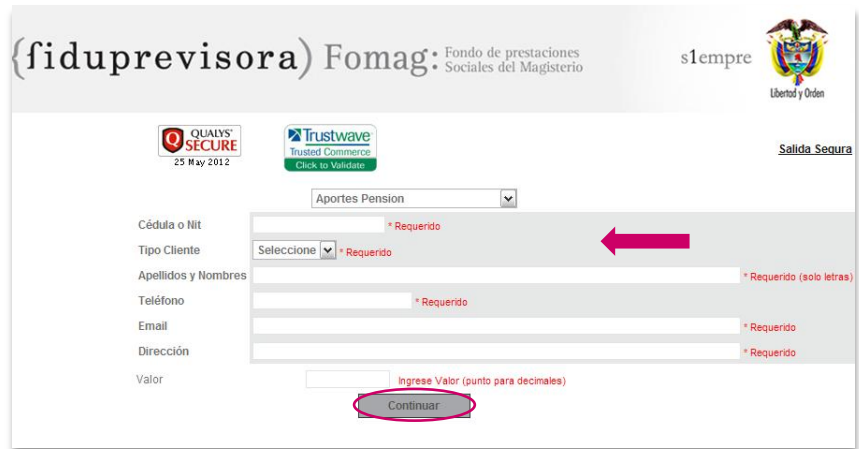 {fiduprevisora) Fomag: Fondo de prestaciones
Sociales del Magisterio
s1empre
Libertad y Orden
QUALYS'
SECURE
25 May 2012
Trustwave
Trusted Commerce
Click to Validate
Salida Segura
Aportes Pension
Cédula o Nit * Requerido
Tipo Cliente Seleccione * Requerido
Apellidos y Nombres * Requerido (solo letras)
Teléfono * Requerido
Email * Requerido
Dirección * Requerido
Valor Ingrese Valor (punto para decimales)
Continuar